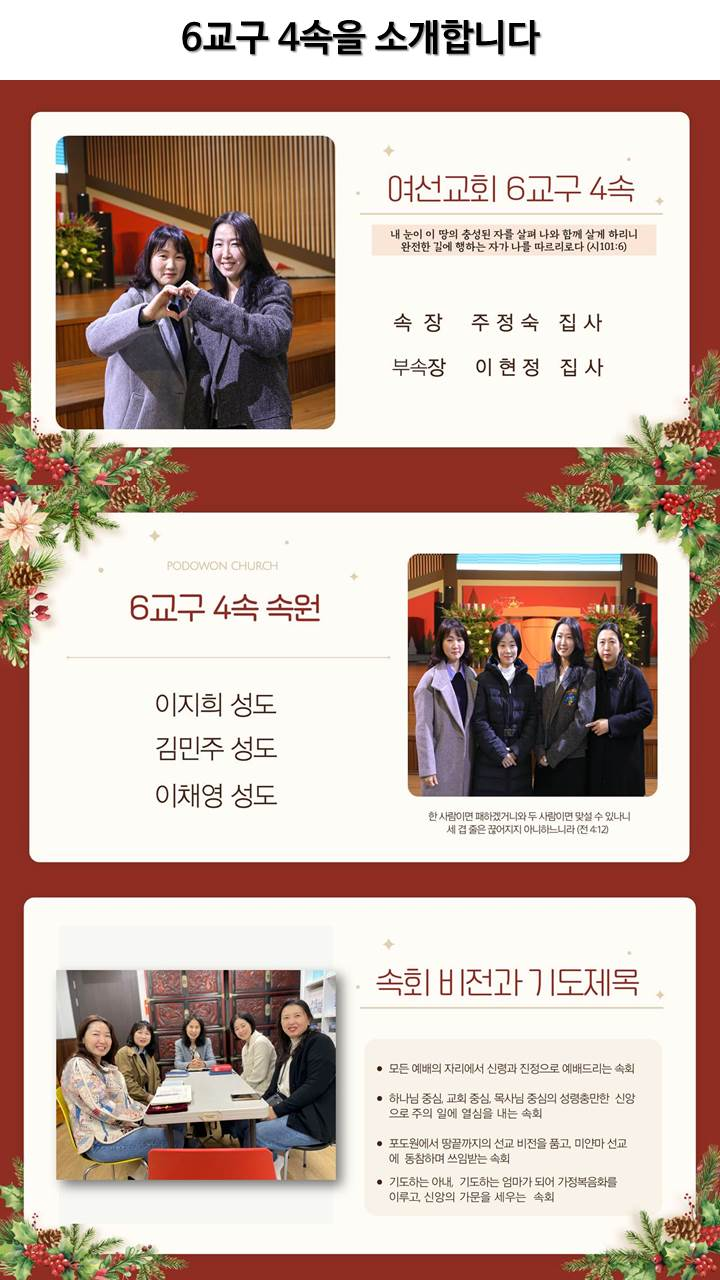 6교구 4속을 소개합니다
여선교회 6교구 4속
내 눈이 이 땅의 충성된 자를 살펴 나와 함께 살게 하리니
완전한 길에 행하는 자가 나를 따르리로다 (시101:6)
속 장 주 정 숙 집 사
부속장 이 현 정 집 사
PODOWON CHURCH
6교구 4속 속원
이지희 성도
김민주 성도
이채영 성도
한 사람이면 패하겠거니와 두 사람이면 맞설 수 있나니
세 겹 줄은 끊어지지 아니하느니라 (전 4:12)
속회 비전과 기도제목
• 모든 예배의 자리에서 신령과 진정으로 예배드리는 속회
• 하나님 중심, 교회 중심, 목사님 중심의 성령충만한 신앙
으로 주의 일에 열심을 내는 속회
• 포도원에서 땅끝까지의 선교 비전을 품고, 미얀마 선교
에 동참하며 쓰임받는 속회
• 기도하는 아내, 기도하는 엄마가 되어 가정복음화를
이루고, 신앙의 가문을 세우는 속회